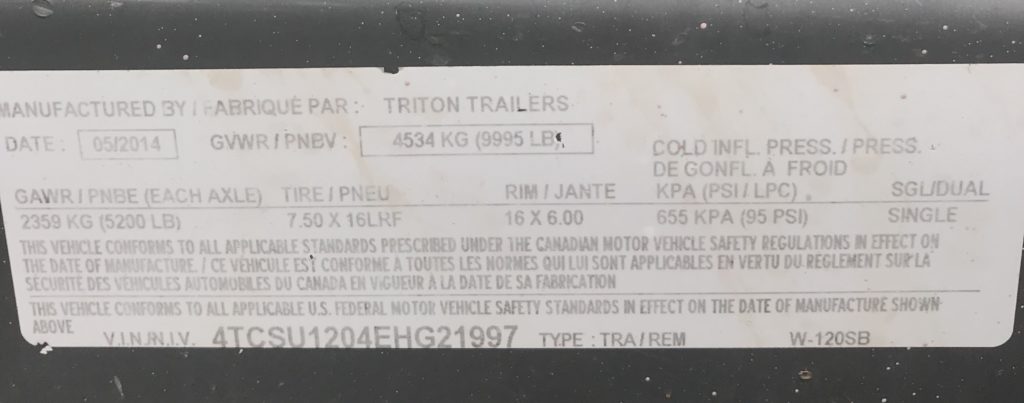 MANUFACTURED BY / FABRIQUÉ PAR : TRITON TRAILERS
DATE : 05/2014 GVWR / PNBV : 4534 KG (9995 LB)
COLD INFL. PRESS. / PRESS.
DE GONFL. À FROID
GAWR / PNBE (EACH AXLE) TIRE / PNEU RIM / JANTE KPA (PSI / LPC) SGL/DUAL
2359 KG (5200 LB) 7.50 X 16LRF 16 X 6.00 655 KPA (95 PSI) SINGLE
THIS VEHICLE CONFORMS TO ALL APPLICABLE STANDARDS PRESCRIBED UNDER THE CANADIAN MOTOR VEHICLE SAFETY REGULATIONS IN EFFECT ON
THE DATE OF MANUFACTURE. / CE VEHICULE EST CONFORME A TOUTES LES NORMES QUI LUI SONT APPLICABLES EN VERTU DU REGLEMENT SUR LA
SECURITE DES VEHICULES AUTOMOBILES DU CANADA EN VIGUEUR A LA DATE DE SA FABRICATION
THIS VEHICLE CONFORMS TO ALL APPLICABLE U.S. FEDERAL MOTOR VEHICLE SAFETY STANDARDS IN EFFECT ON THE DATE OF MANUFACTURE SHOWN
ABOVE
V.I.N./N.I.V. 4TCSU1204EHG21997 TYPE : TRA / REM W-120SB